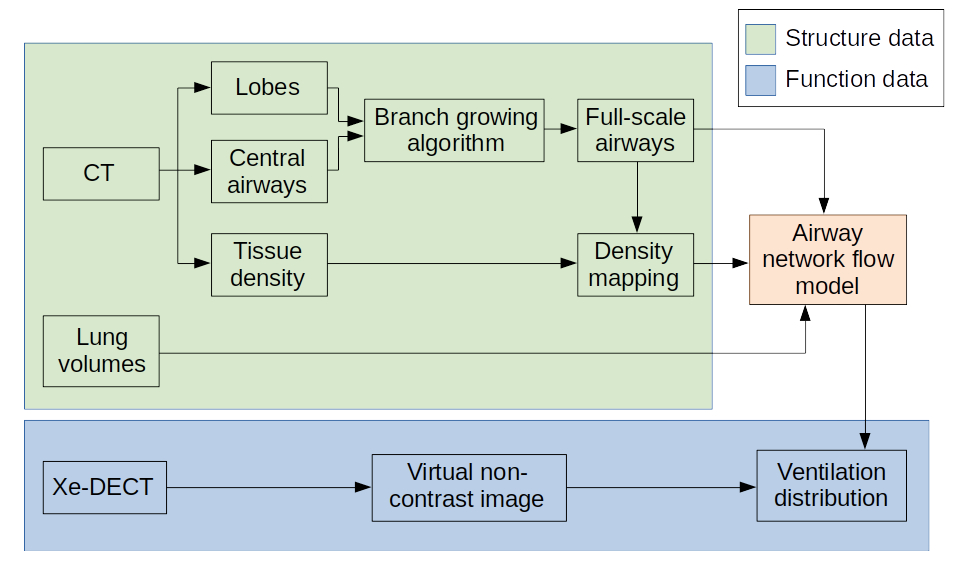 Structure data
Function data
Lobes
CT
Central
airways
Tissue
density
Branch growing
algorithm
Full-scale
airways
Density
mapping
Airway
network flow
model
Lung
volumes
Xe-DECT
Virtual non-
contrast image
Ventilation
distribution